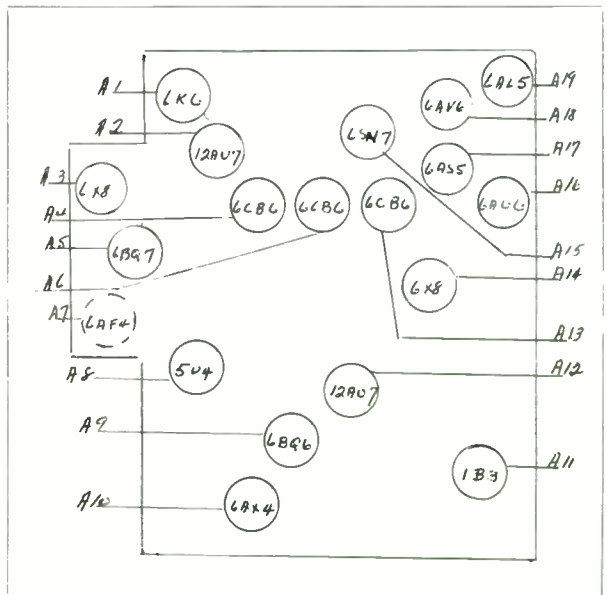 A1
6K6
6AL5
A19
6AV6
A18
A2
12AU7
6SN7
6AS5
A17
A3
6X8
6CB6
6CB6
6CB6
6AU6
A16
A4
A5
6BQ7
A15
A6
6X8
A14
A7
6AF4
A13
A8
5U4
12AU7
A12
A9
6BQ6
1B3
A11
A10
6AX4